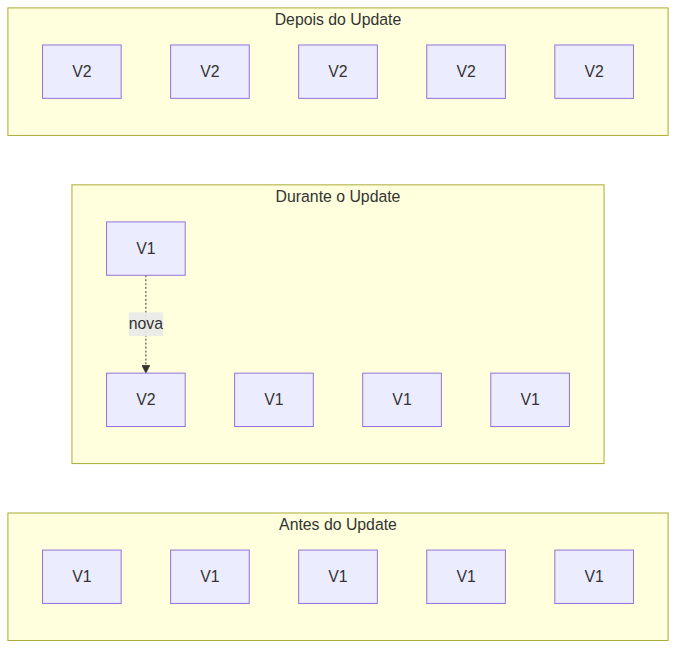 Depois do Update
V2 V2 V2 V2 V2
Durante o Update
V1
nova
V2 V1 V1 V1
Antes do Update
V1 V1 V1 V1 V1